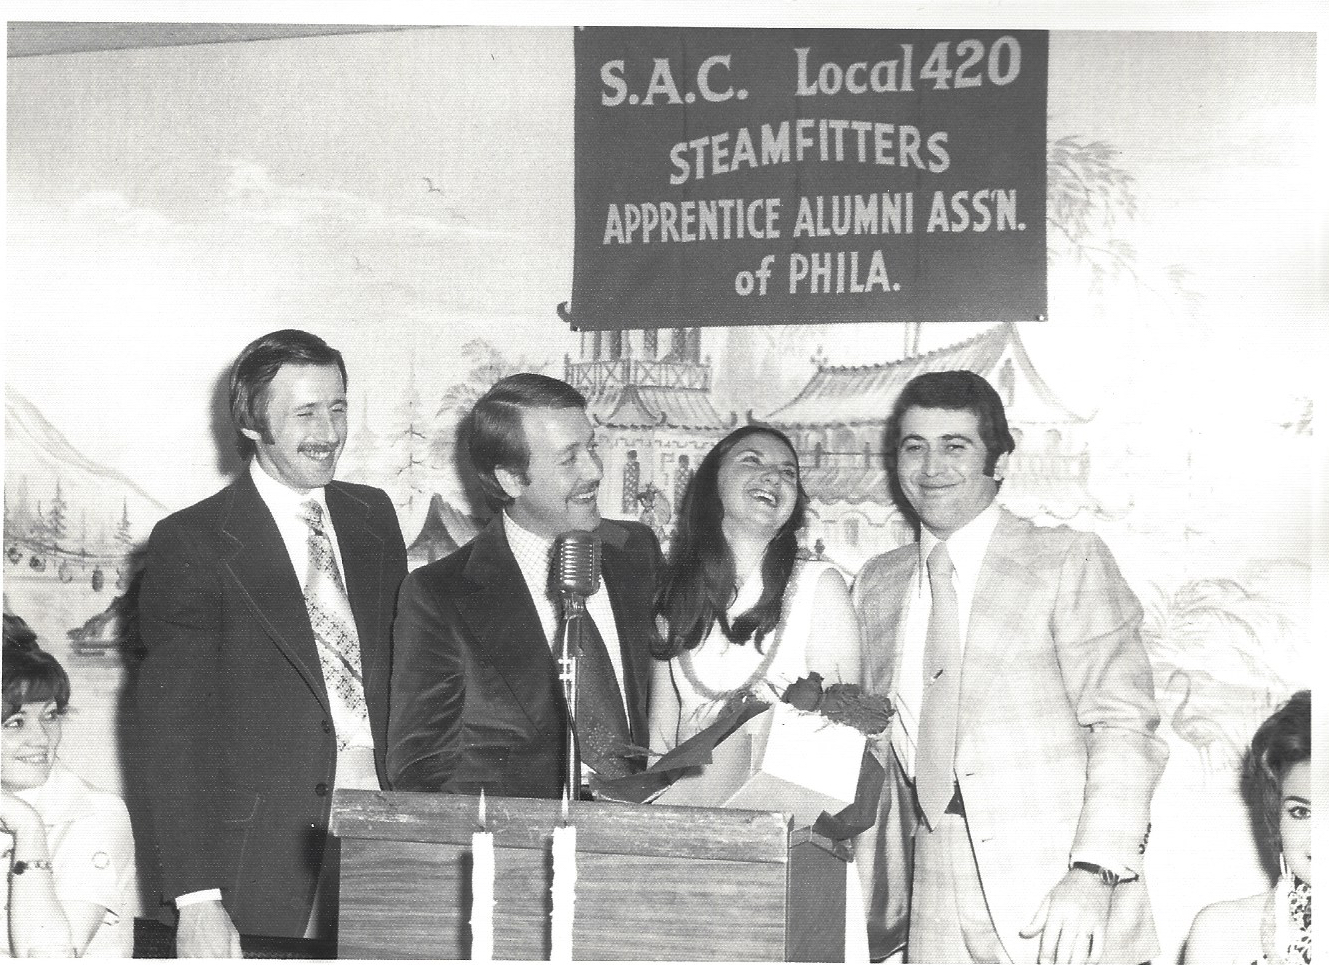 S.A.C. Local 420
STEAMFITTERS
APPRENTICE ALUMNI ASS'N.
of PHILA.